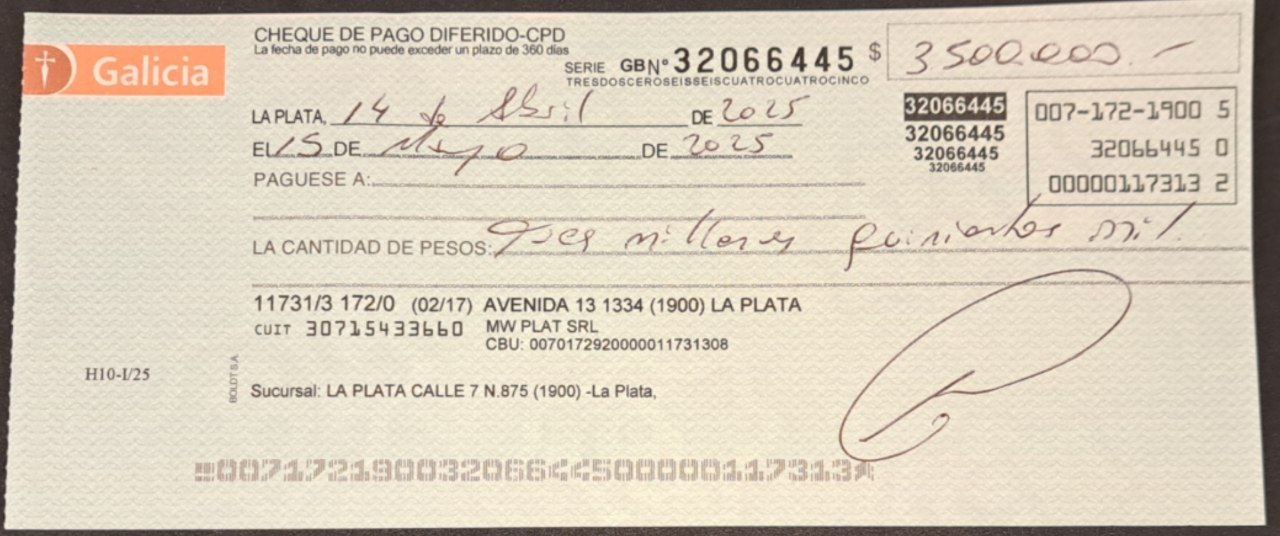 Galicia
CHEQUE DE PAGO DIFERIDO-CPD
La fecha de pago no puede exceder un plazo de 360 días
SERIE GB Nº 32066445 $ 3500.000.-
TRESDOSCEROSEISSEISCUATROCUATROCINCO
LA PLATA, 14 de Abril DE 2025
EL 15 DE Mayo DE 2025
PAGUESE A:
32066445
32066445
32066445
32066445
007-172-1900 5
32066445 0
00000117313 2
LA CANTIDAD DE PESOS: Tres millones quinientos mil.
11731/3 172/0 (02/17) AVENIDA 13 1334 (1900) LA PLATA
CUIT 30715433660 MW PLAT SRL
CBU: 0070172920000011731308
H10-I/25
BOLDT S.A.
Sucursal: LA PLATA CALLE 7 N.875 (1900) -La Plata,
00717219003206644500000117313